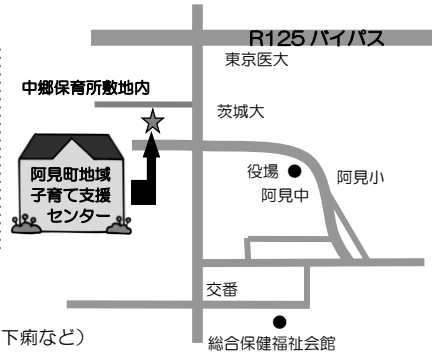 R125 バイパス
東京医大
中郷保育所敷地内
茨城大
阿見町地域
子育て支援
センター
役場
阿見小
阿見中
交番
下痢など）
総合保健福祉会館